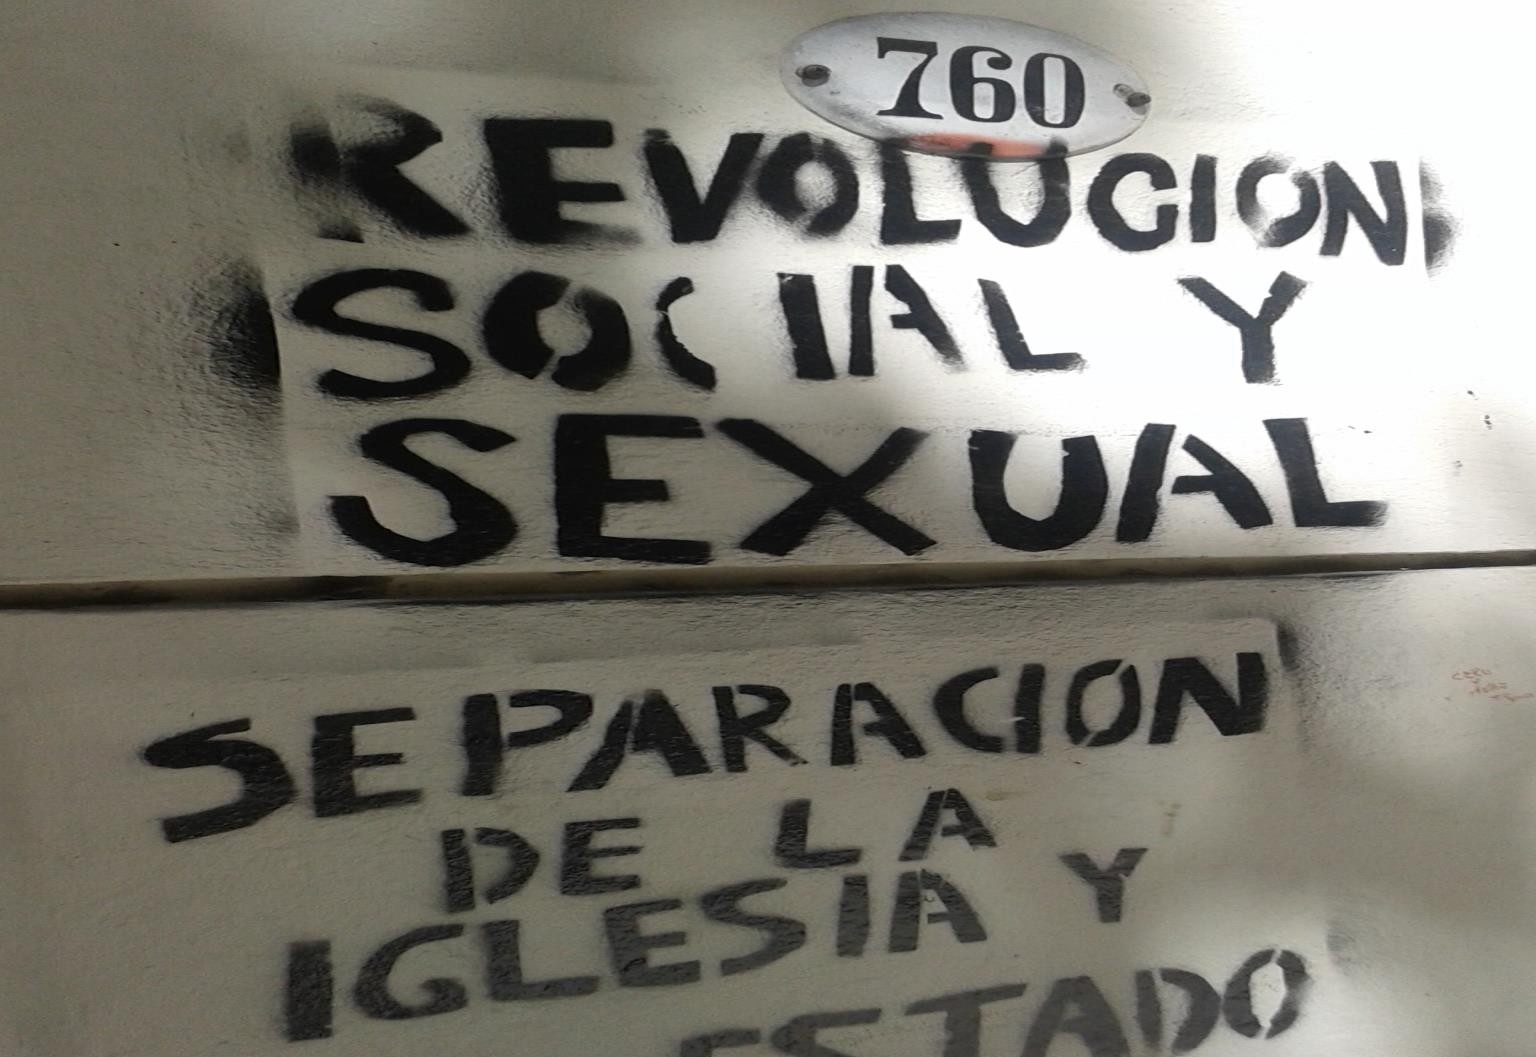 760
REVOLUCION
SOCIAL Y
SEXUAL
SEPARACION
DE LA
IGLESIA Y
ESTADO